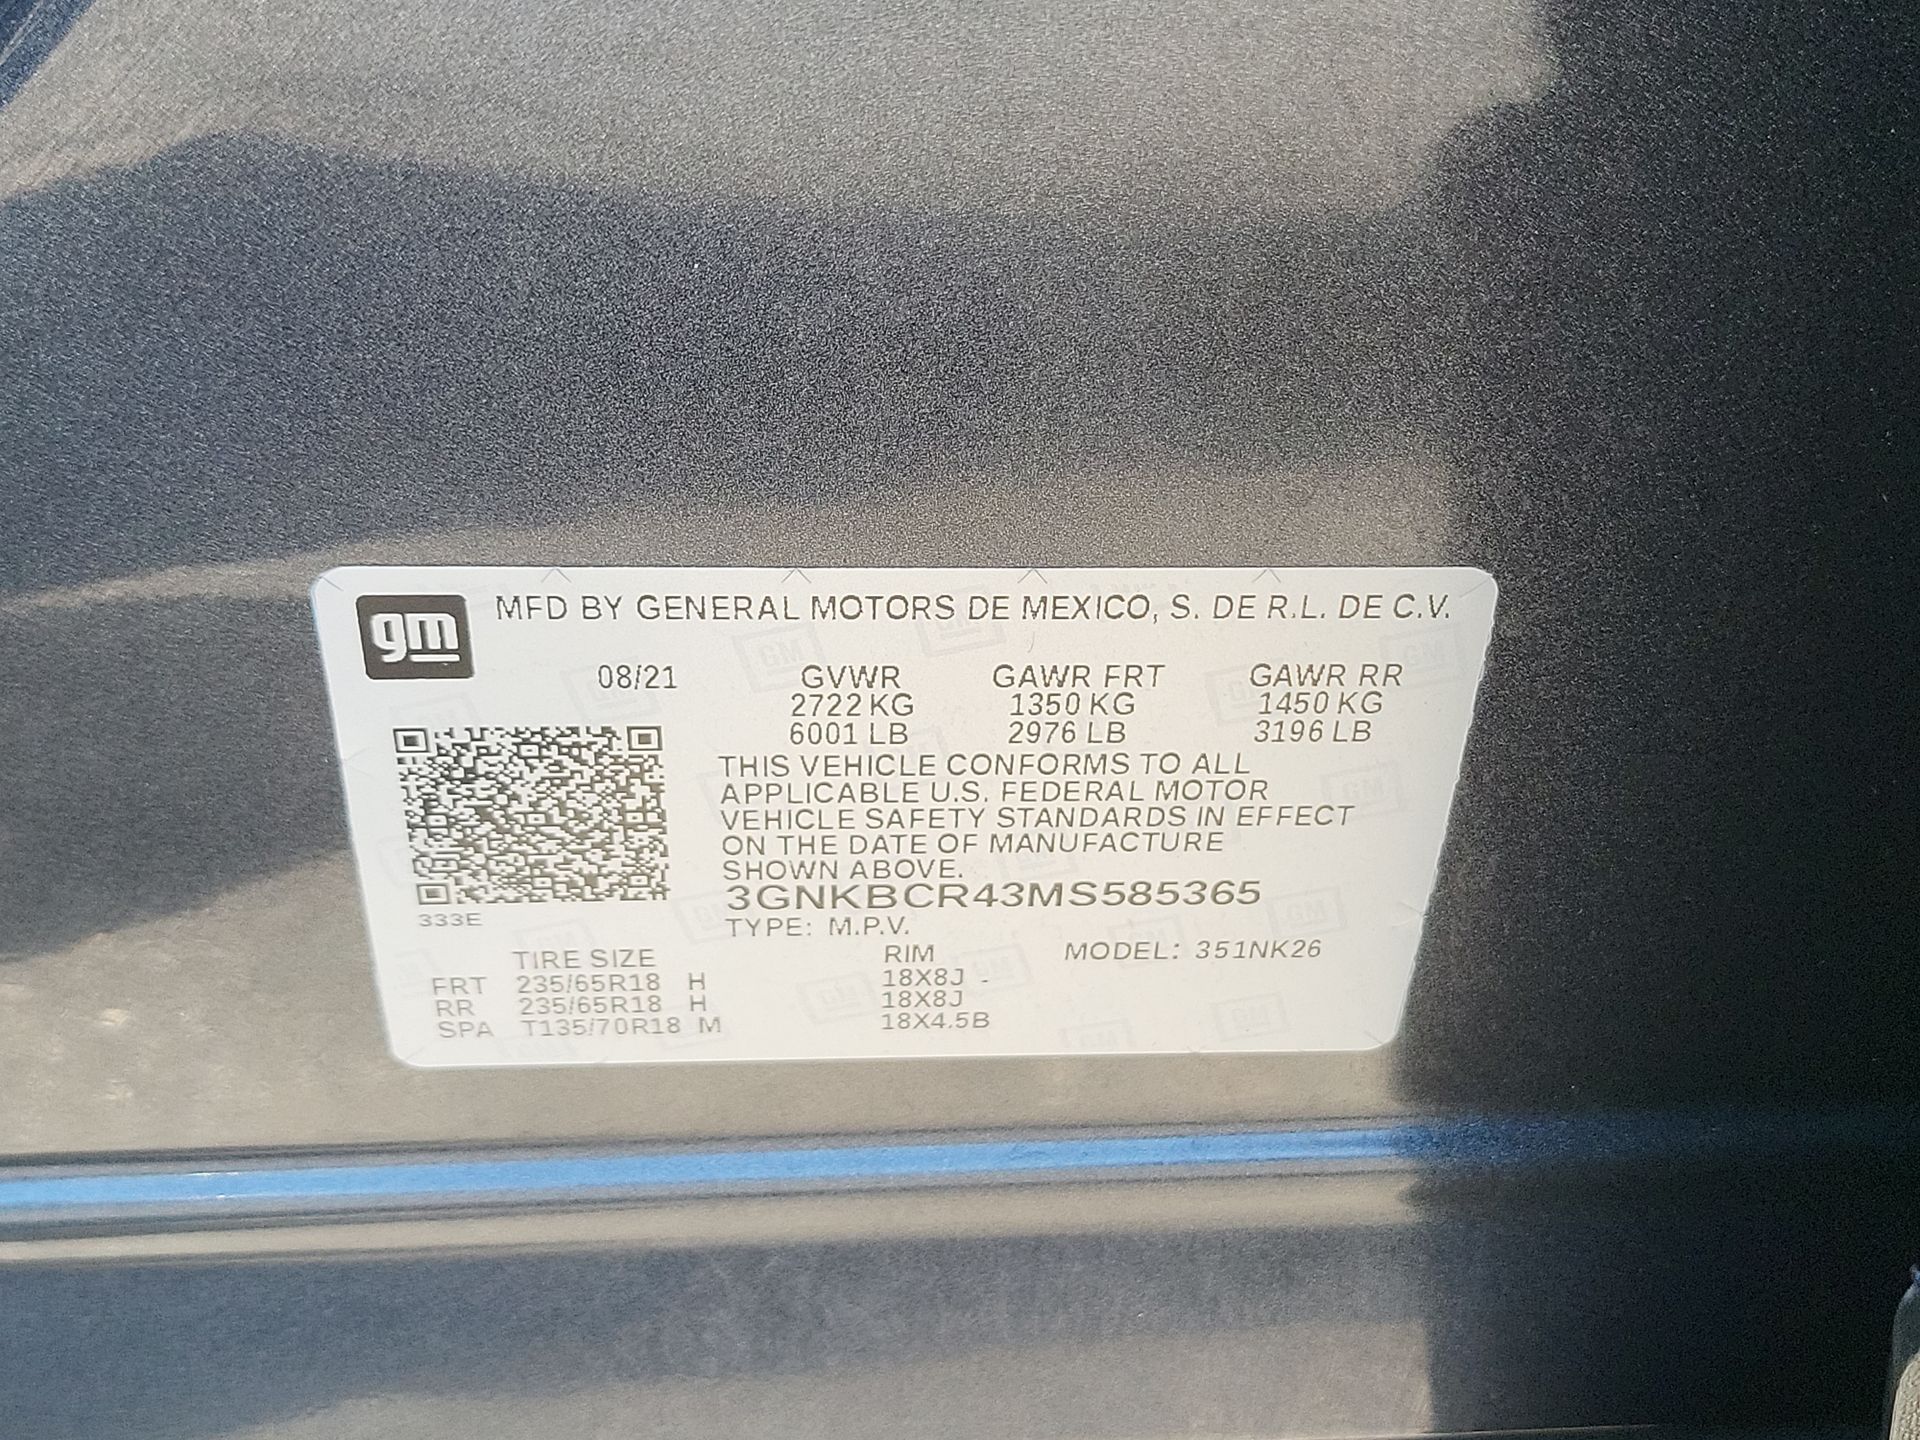 gm
MFD BY GENERAL MOTORS DE MEXICO, S. DE R.L. DE C.V.
08/21 GVWR GAWR FRT GAWR RR
2722 KG 1350 KG 1450 KG
6001 LB 2976 LB 3196 LB
THIS VEHICLE CONFORMS TO ALL
APPLICABLE U.S. FEDERAL MOTOR
VEHICLE SAFETY STANDARDS IN EFFECT
ON THE DATE OF MANUFACTURE
SHOWN ABOVE.
3GNKBCR43MS585365
333E
TYPE: M.P.V.
TIRE SIZE RIM MODEL: 351NK26
FRT 235/65R18 H 18X8J
RR 235/65R18 H 18X8J
SPA T135/70R18 M 18X4.5B